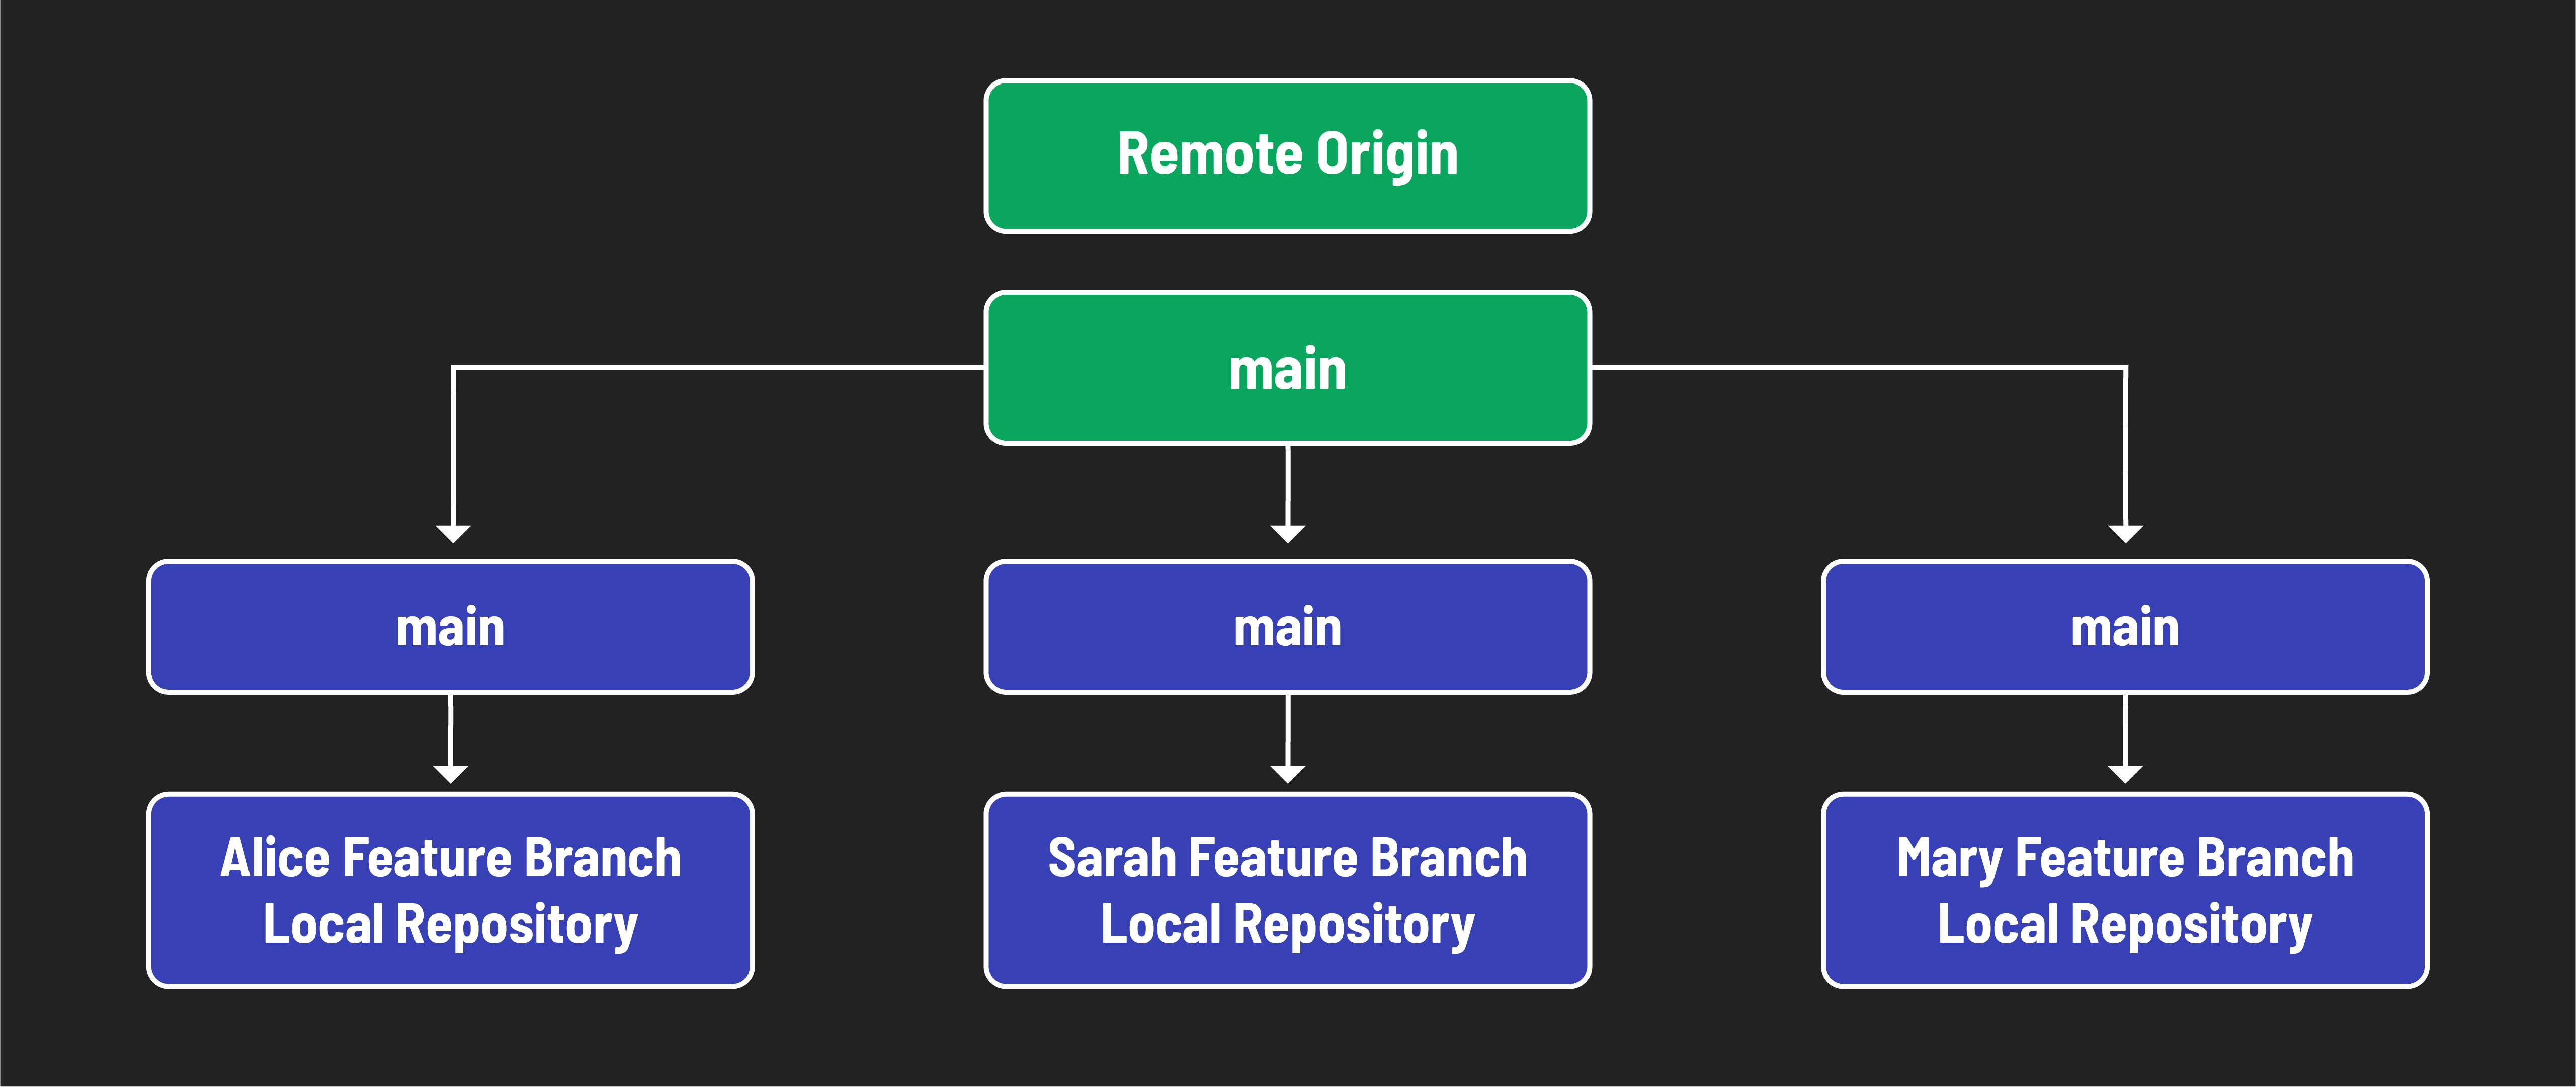 Remote Origin
main
main
main
main
Alice Feature Branch
Local Repository
Sarah Feature Branch
Local Repository
Mary Feature Branch
Local Repository